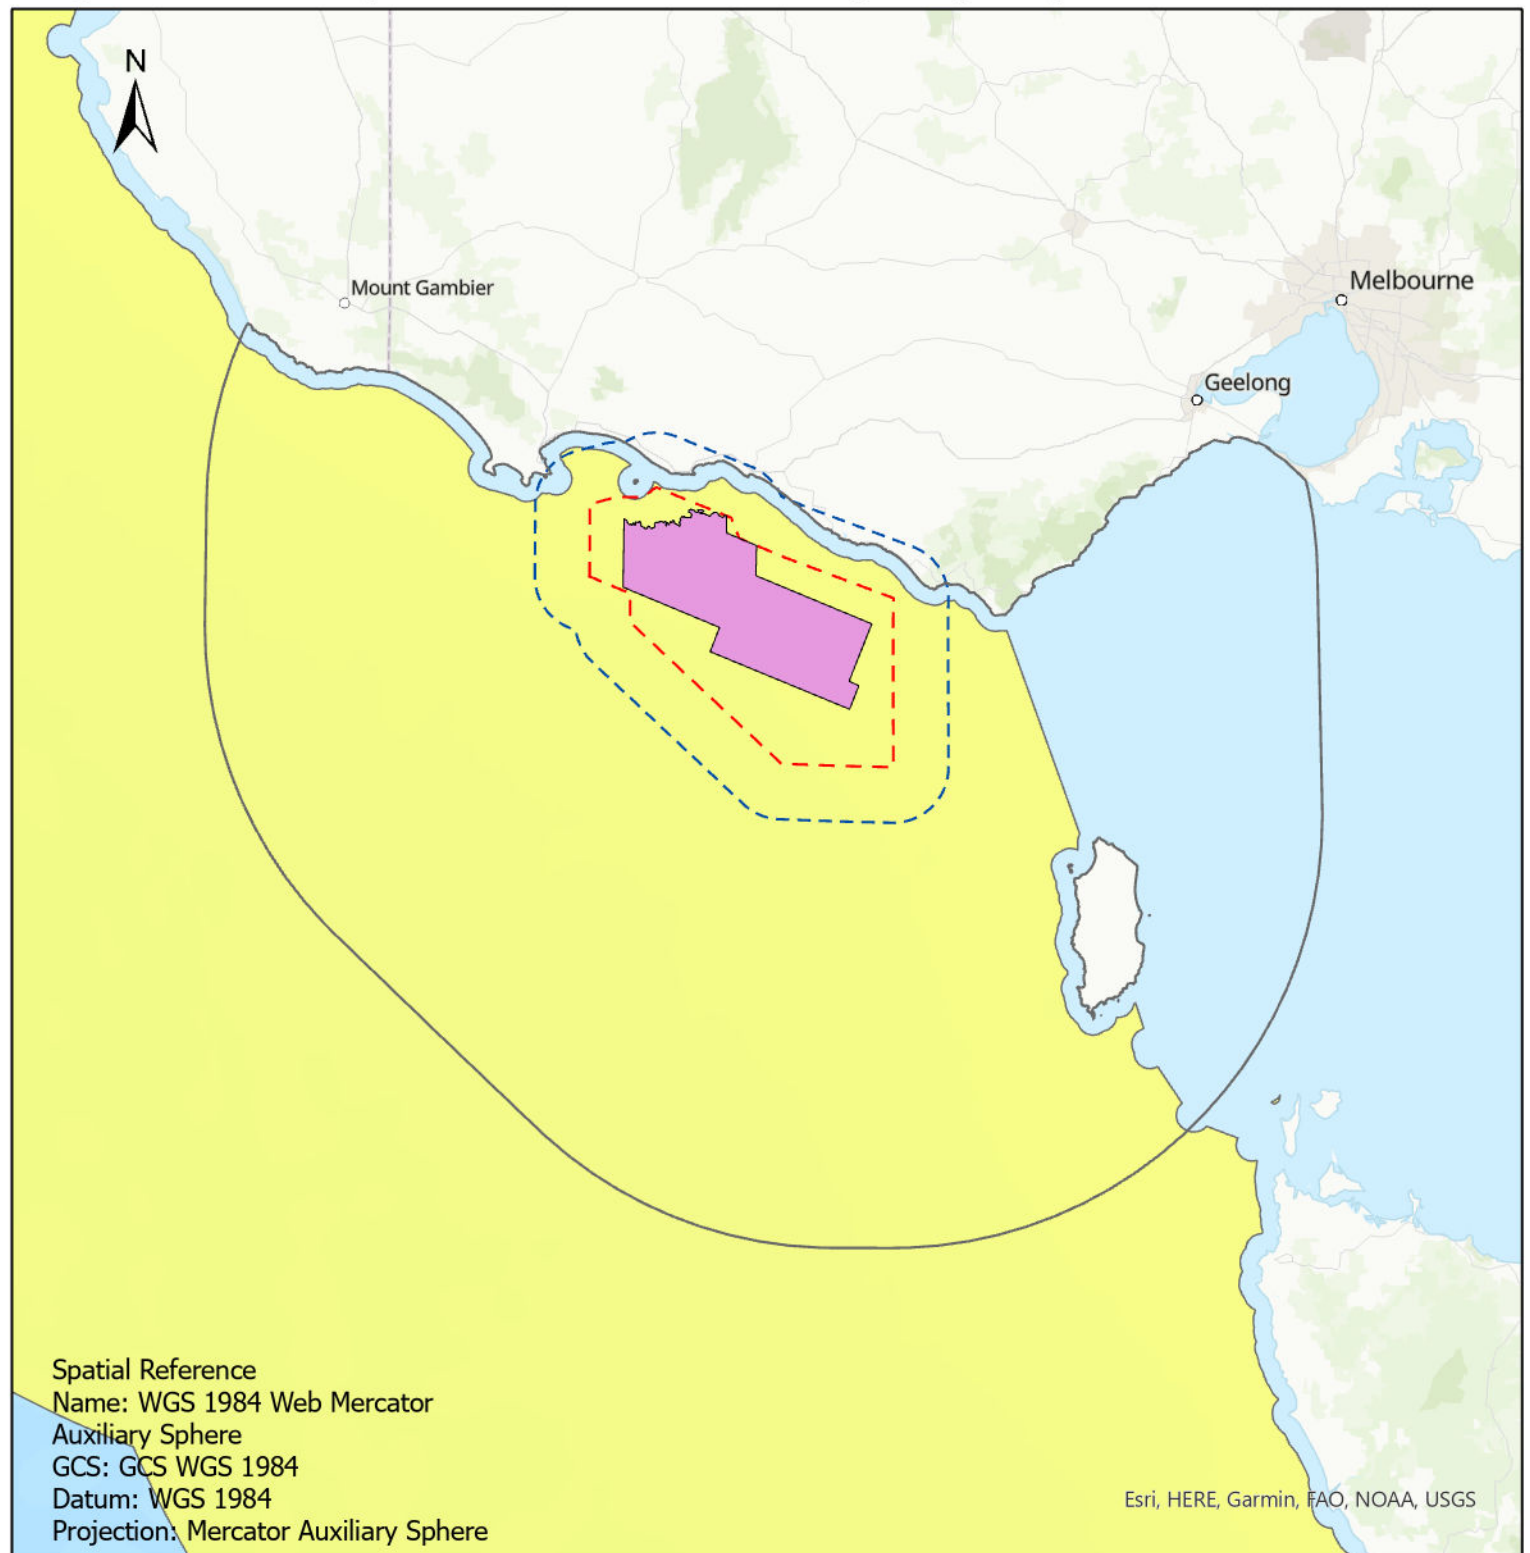 N
Mount Gambier
Melbourne
Geelong
Spatial Reference
Name: WGS 1984 Web Mercator
Auxiliary Sphere
GCS: GCS WGS 1984
Datum: WGS 1984
Projection: Mercator Auxiliary Sphere
Esri, HERE, Garmin, FAO, NOAA, USGS